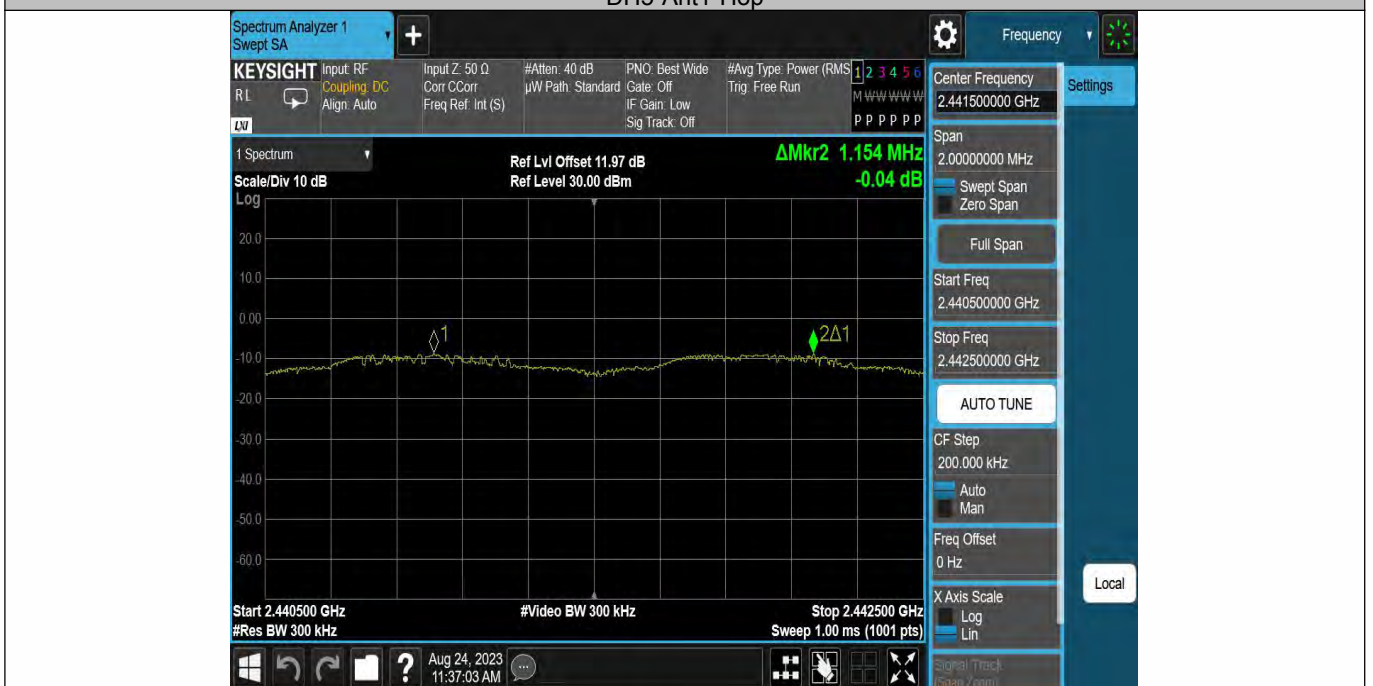 DH5-Ant1-Hop
Spectrum Analyzer 1
Swept SA
Frequency
KEYSIGHT
RL
LXI
Input: RF
Coupling: DC
Align: Auto
Input Z: 50 Ω
Corr CCorr
Freq Ref: Int (S)
#Atten: 40 dB
µW Path: Standard
PNO: Best Wide
Gate: Off
IF Gain: Low
Sig Track: Off
#Avg Type: Power (RMS
Trig: Free Run
1 2 3 4 5 6
M W W W W W
P P P P P P
1 Spectrum
Scale/Div 10 dB
Log
Ref Lvl Offset 11.97 dB
Ref Level 30.00 dBm
ΔMkr2 1.154 MHz
-0.04 dB
20.0
10.0
0.00
-10.0
-20.0
-30.0
-40.0
-50.0
-60.0
1
2Δ1
Start 2.440500 GHz
#Res BW 300 kHz
#Video BW 300 kHz
Stop 2.442500 GHz
Sweep 1.00 ms (1001 pts)
Aug 24, 2023
11:37:03 AM
Center Frequency
2.441500000 GHz
Settings
Span
2.00000000 MHz
Swept Span
Zero Span
Full Span
Start Freq
2.440500000 GHz
Stop Freq
2.442500000 GHz
AUTO TUNE
CF Step
200.000 kHz
Auto
Man
Freq Offset
0 Hz
X Axis Scale
Log
Lin
Local
Signal Track
(Span Zoom)